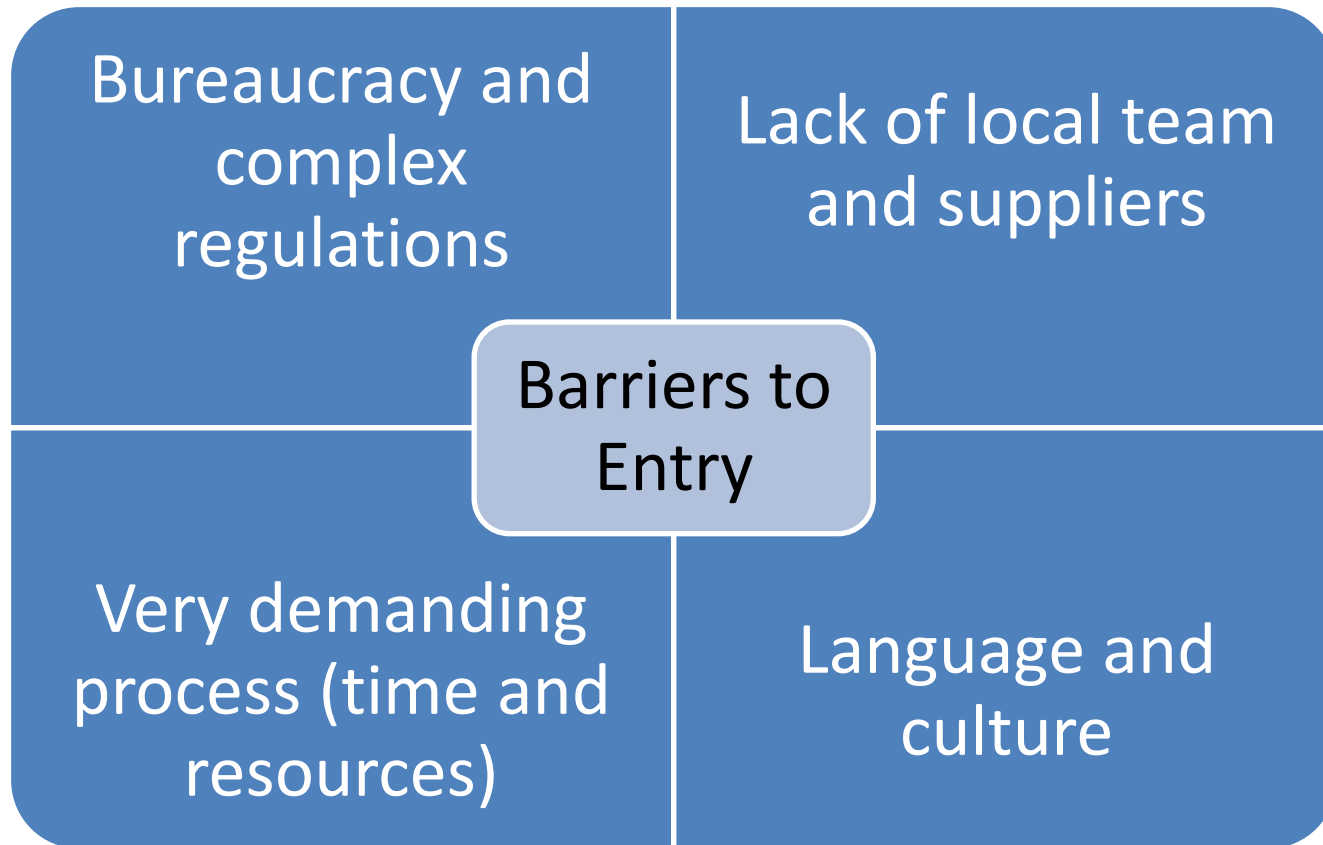 Bureaucracy and
complex
regulations
Lack of local team
and suppliers
Barriers to
Entry
Very demanding
process (time and
resources)
Language and
culture